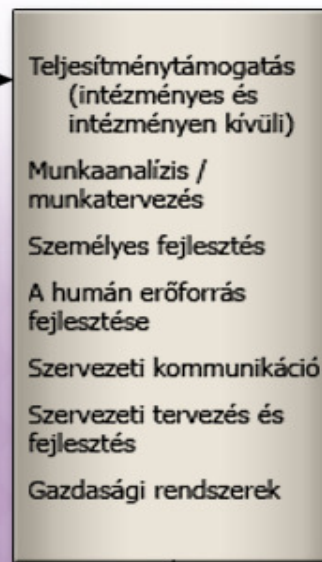 Teljesítménytámogatás
(intézményes és
intézményen kívüli)
Munkaanalízis /
munkatervezés
Személyes fejlesztés
A humán erőforrás
fejlesztése
Szervezeti kommunikáció
Szervezeti tervezés és
fejlesztés
Gazdasági rendszerek